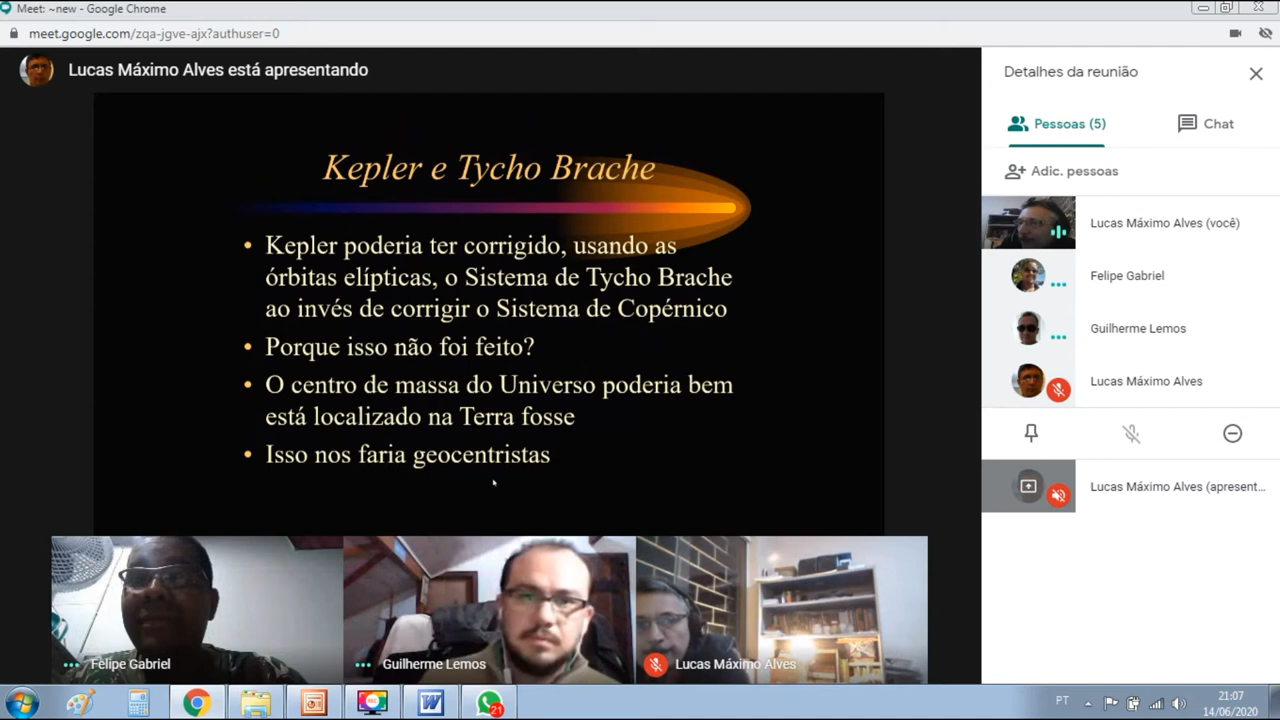 Meet: ~new - Google Chrome
meet.google.com/zqa-jgve-ajx?authuser=0
Lucas Máximo Alves está apresentando
Kepler e Tycho Brache
• Kepler poderia ter corrigido, usando as
órbitas elípticas, o Sistema de Tycho Brache
ao invés de corrigir o Sistema de Copérnico
• Porque isso não foi feito?
• O centro de massa do Universo poderia bem
está localizado na Terra fosse
• Isso nos faria geocentristas
Felipe Gabriel
Guilherme Lemos
Lucas Máximo Alves
Detalhes da reunião
Pessoas (5)
Chat
Adic. pessoas
Lucas Máximo Alves (você)
Felipe Gabriel
Guilherme Lemos
Lucas Máximo Alves
Lucas Máximo Alves (apresent...
21
PT
21:07
14/06/2020